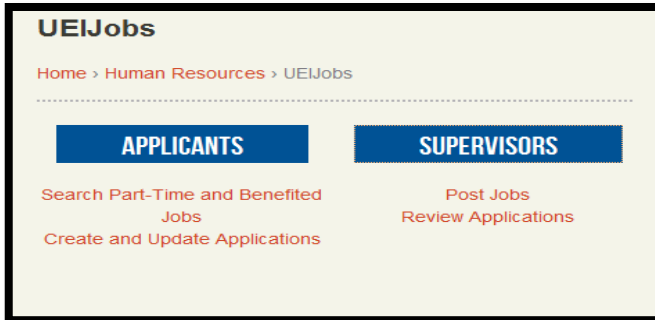 UEIJobs
Home › Human Resources › UEIJobs
APPLICANTS
Search Part-Time and Benefited
Jobs
Create and Update Applications
SUPERVISORS
Post Jobs
Review Applications